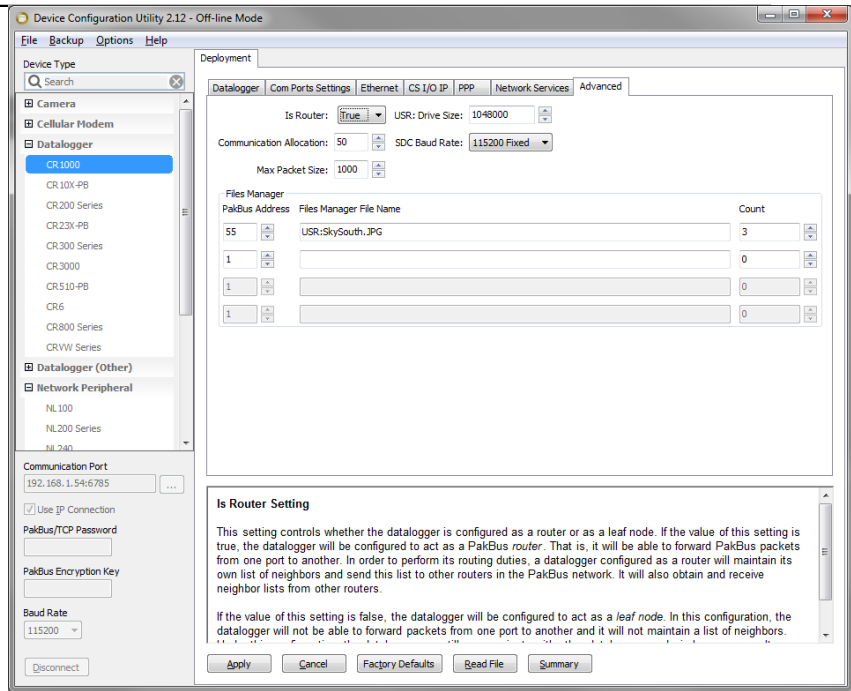 Device Configuration Utility 2.12 - Off-line Mode
File Backup Options Help
Device Type
Search
Camera
Cellular Modem
Datalogger
CR1000
CR10X-PB
CR200 Series
CR23X-PB
CR300 Series
CR3000
CR510-PB
CR6
CR800 Series
CRVW Series
Datalogger (Other)
Network Peripheral
NL100
NL200 Series
NL240
Communication Port
192.168.1.54:6785
...
Use IP Connection
PakBus/TCP Password
PakBus Encryption Key
Baud Rate
115200
Disconnect
Deployment
Datalogger Com Ports Settings Ethernet CS I/O IP PPP Network Services Advanced
Is Router: True USR: Drive Size: 1048000
Communication Allocation: 50 SDC Baud Rate: 115200 Fixed
Max Packet Size: 1000
Files Manager
PakBus Address Files Manager File Name Count
55 USR:SkySouth.JPG 3
1 0
1 0
1 0
Is Router Setting
This setting controls whether the datalogger is configured as a router or as a leaf node. If the value of this setting is
true, the datalogger will be configured to act as a PakBus router. That is, it will be able to forward PakBus packets
from one port to another. In order to perform its routing duties, a datalogger configured as a router will maintain its
own list of neighbors and send this list to other routers in the PakBus network. It will also obtain and receive
neighbor lists from other routers.
If the value of this setting is false, the datalogger will be configured to act as a leaf node. In this configuration, the
datalogger will not be able to forward packets from one port to another and it will not maintain a list of neighbors.
Apply Cancel Factory Defaults Read File Summary